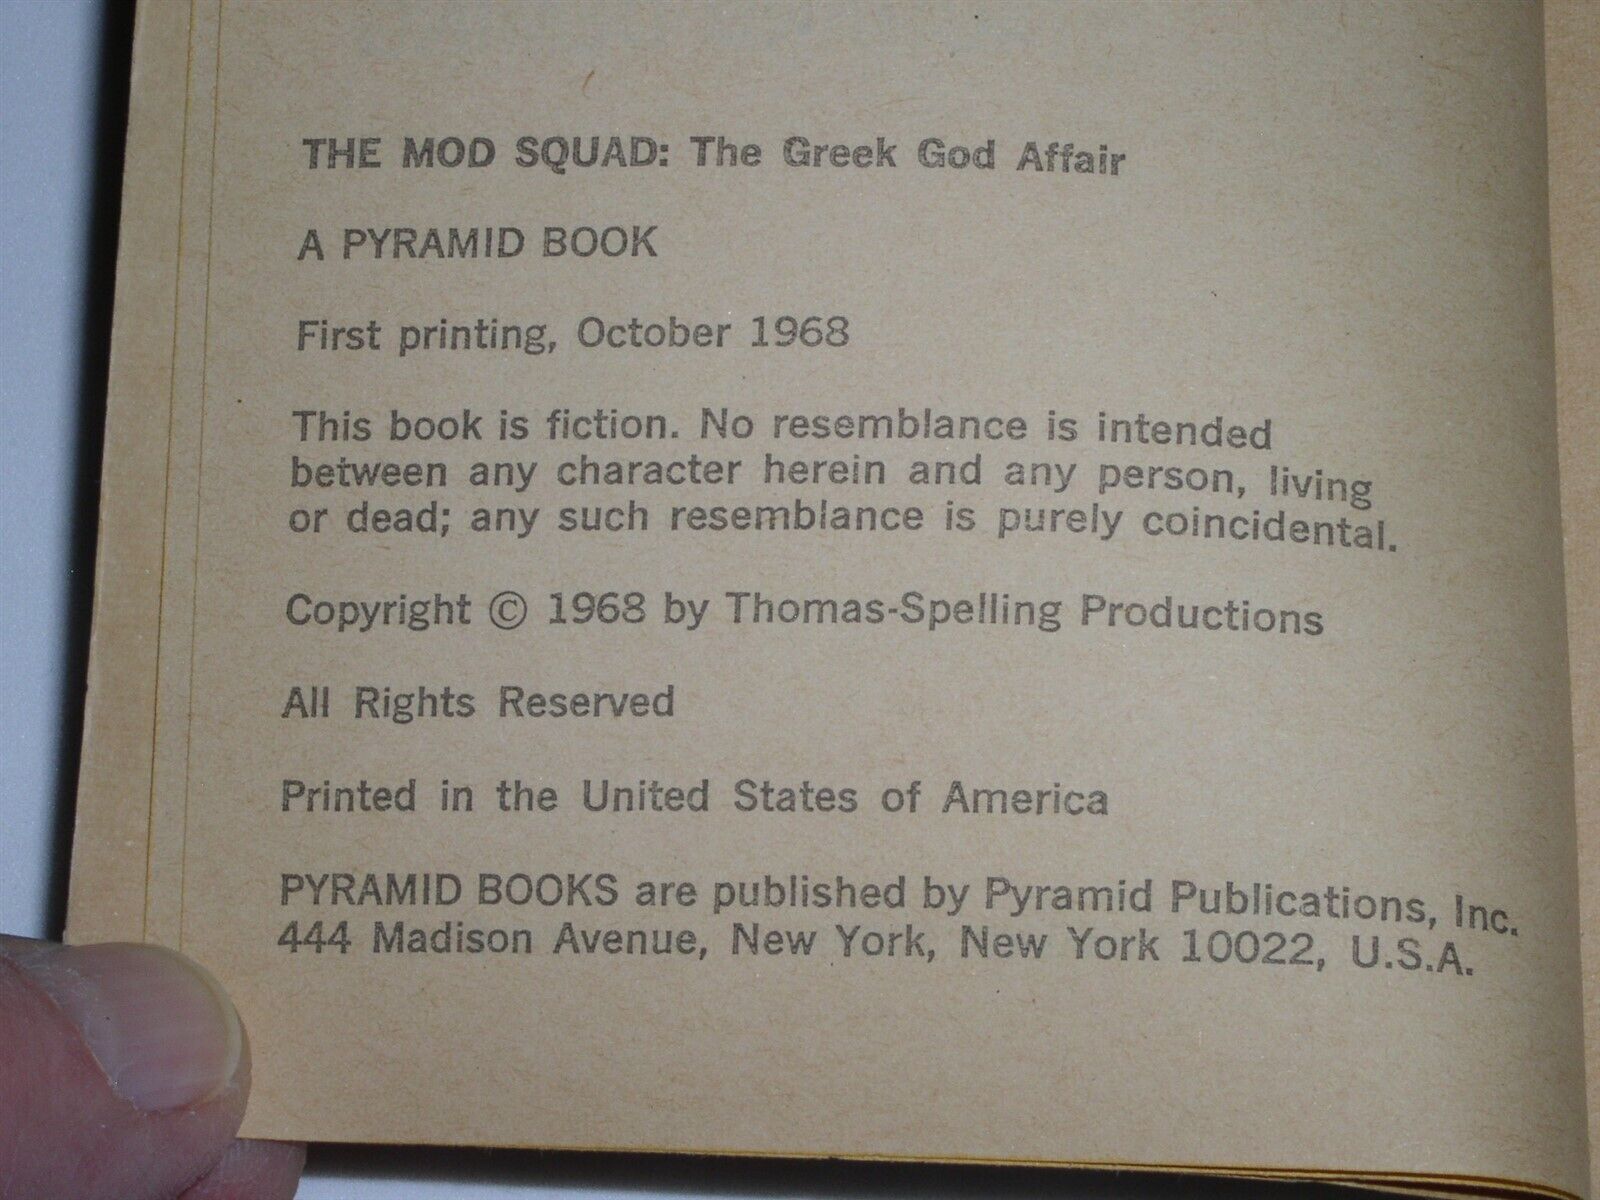 THE MOD SQUAD: The Greek God Affair
A PYRAMID BOOK
First printing, October 1968
This book is fiction. No resemblance is intended
between any character herein and any person, living
or dead; any such resemblance is purely coincidental.
Copyright © 1968 by Thomas-Spelling Productions
All Rights Reserved
Printed in the United States of America
PYRAMID BOOKS are published by Pyramid Publications, Inc.
444 Madison Avenue, New York, New York 10022, U.S.A.